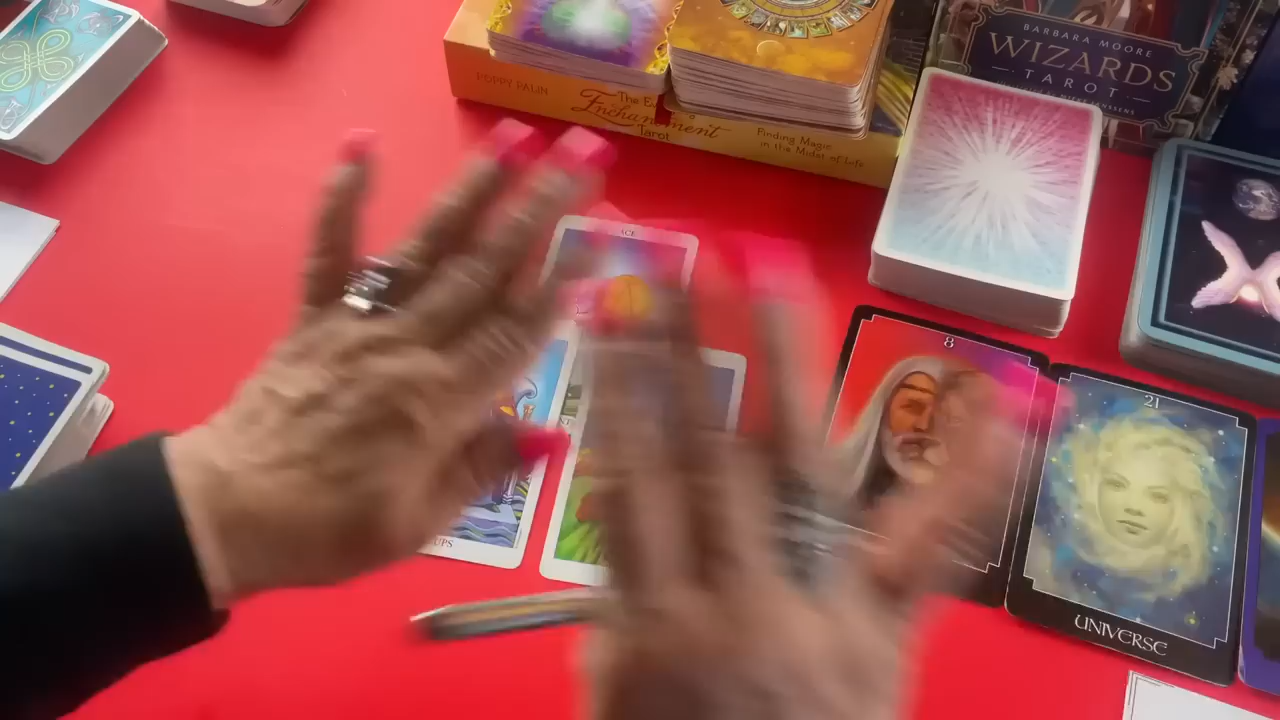 BARBARA MOORE
WIZARDS
TAROT
POPPY PALIN
The
Enchantment
Tarot
Finding Magic
in the Midst of Life
ACE
8
21
UPS
UNIVERSE